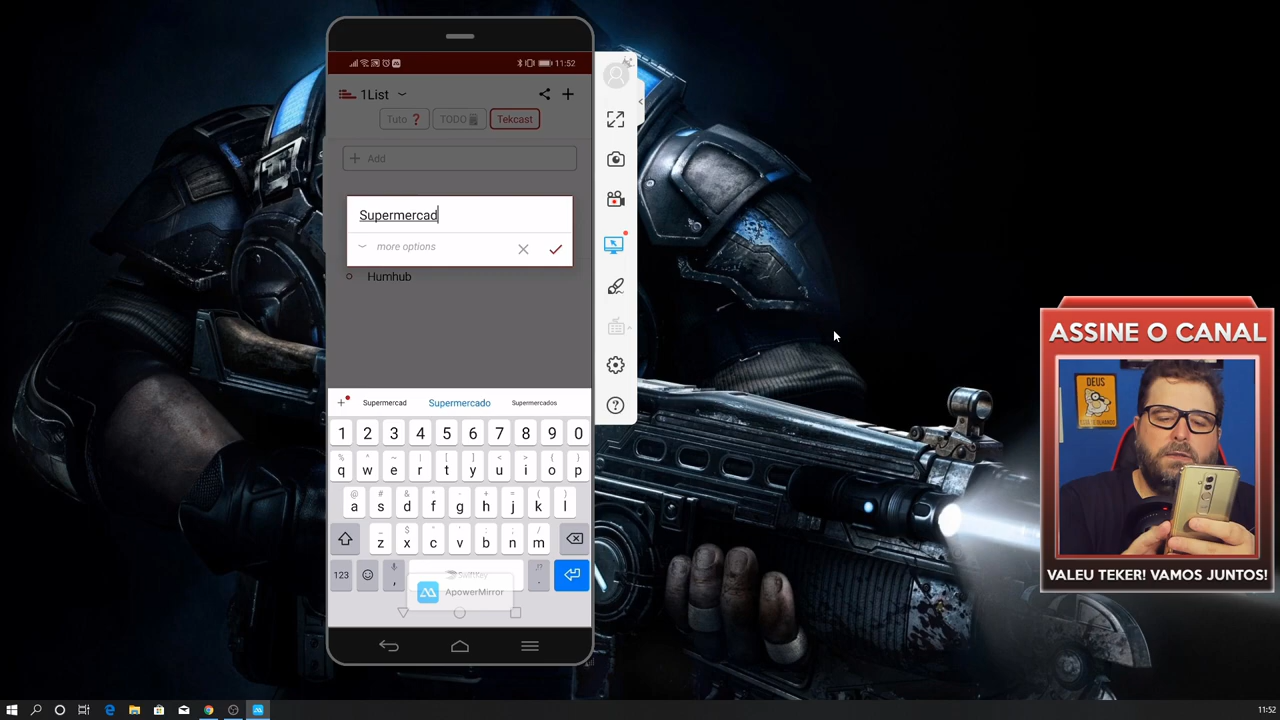 11:52
1List
Tuto ❓
TODO
Tekcast
+ Add
Supermercad
more options
Humhub
+ Supermercad Supermercado Supermercados
1 2 3 4 5 6 7 8 9 0
% ^ ~ | [ ] < > { }
q w e r t y u i o p
@ # & * - + = ( )
a s d f g h j k l
_ $ " ' : ; /
z x c v b n m
123 , .
SwiftKey
ApowerMirror
ASSINE O CANAL
DEUS
VALEU TEKER! VAMOS JUNTOS!
11:52